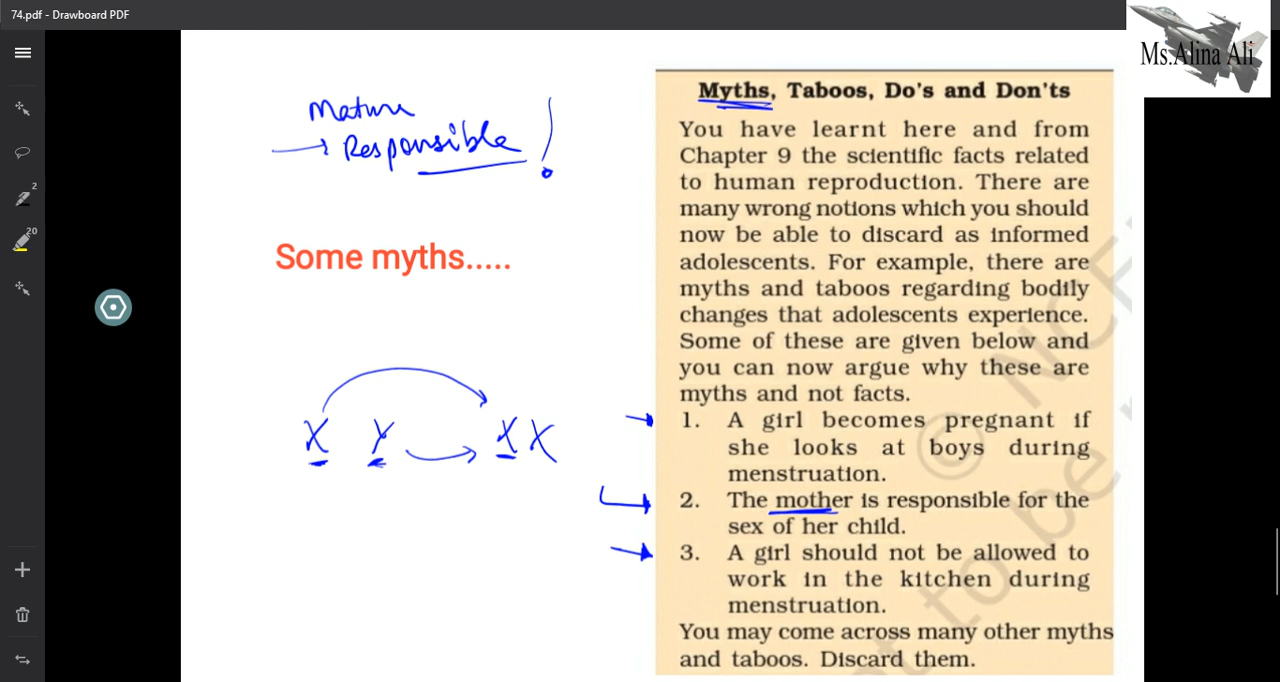 74.pdf - Drawboard PDF
Ms.Alina Ali
2
20
Mature
Responsible !
Some myths.....
X Y X X
Myths, Taboos, Do's and Don'ts
You have learnt here and from
Chapter 9 the scientific facts related
to human reproduction. There are
many wrong notions which you should
now be able to discard as informed
adolescents. For example, there are
myths and taboos regarding bodily
changes that adolescents experience.
Some of these are given below and
you can now argue why these are
myths and not facts.
1. A girl becomes pregnant if
she looks at boys during
menstruation.
2. The mother is responsible for the
sex of her child.
3. A girl should not be allowed to
work in the kitchen during
menstruation.
You may come across many other myths
and taboos. Discard them.